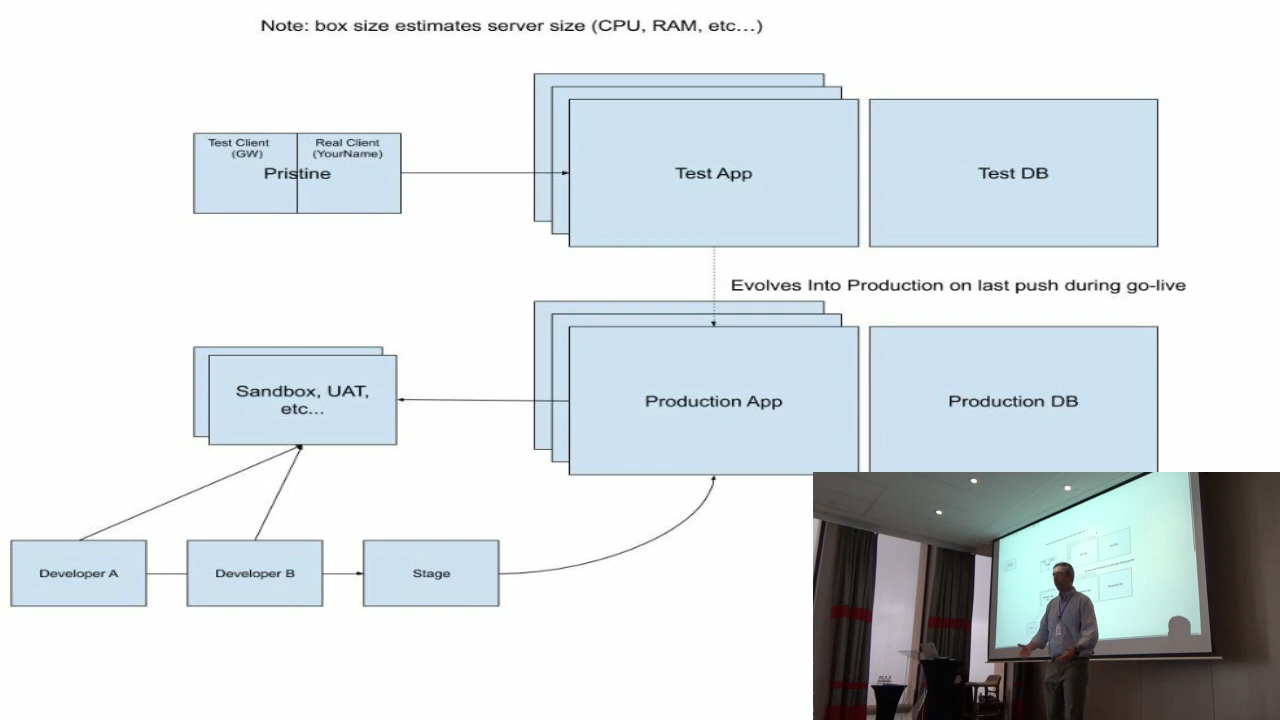 Note: box size estimates server size (CPU, RAM, etc...)
Test Client
(GW)
Real Client
(YourName)
Pristine
Test App
Test DB
Evolves Into Production on last push during go-live
Sandbox, UAT,
etc...
Production App
Production DB
Developer A
Developer B
Stage